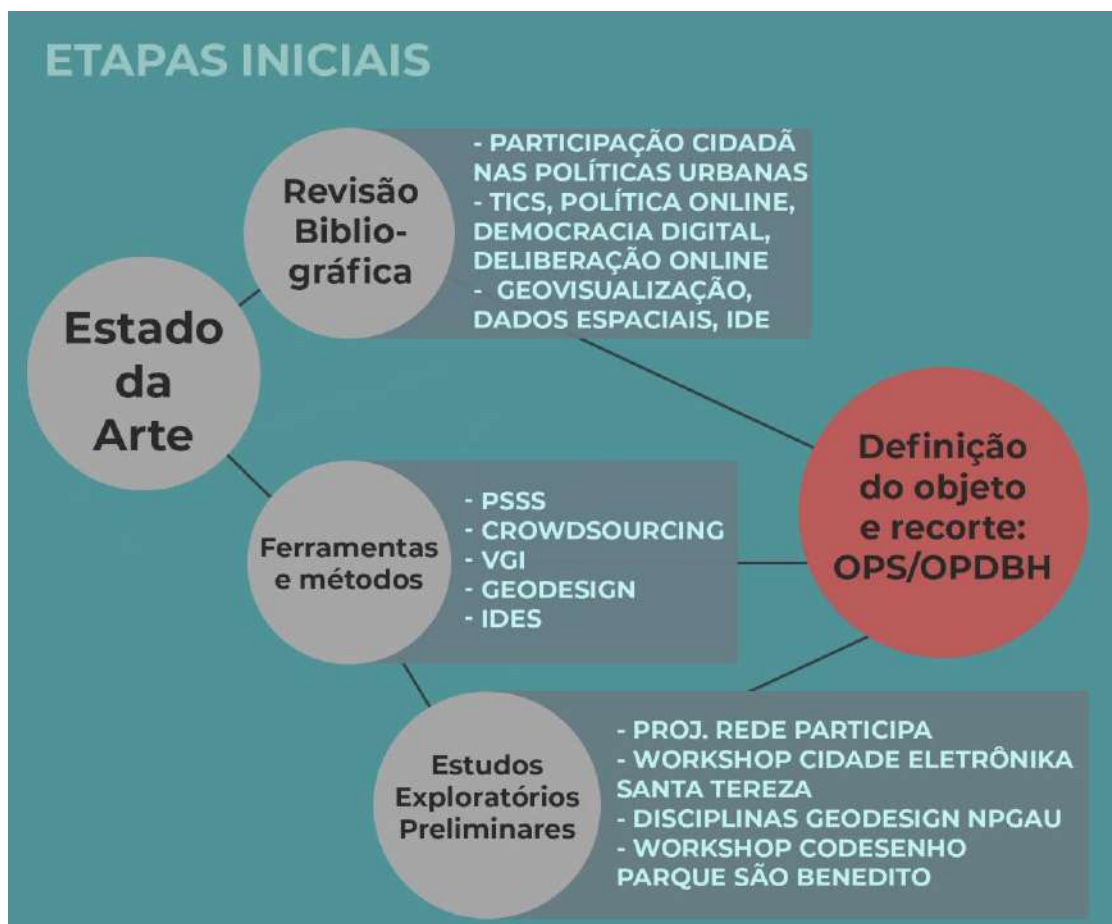 ETAPAS INICIAIS
Revisão
Biblio-
gráfica
- PARTICIPAÇÃO CIDADÃ
NAS POLÍTICAS URBANAS
- TICS, POLÍTICA ONLINE,
DEMOCRACIA DIGITAL,
DELIBERAÇÃO ONLINE
- GEOVISUALIZAÇÃO,
DADOS ESPACIAIS, IDE
Estado
da
Arte
Definição
do objeto
e recorte:
OPS/OPDBH
Ferramentas
e métodos
- PSSS
- CROWDSOURCING
- VGI
- GEODESIGN
- IDES
Estudos
Exploratórios
Preliminares
- PROJ. REDE PARTICIPA
- WORKSHOP CIDADE ELETRÔNIKA
SANTA TEREZA
- DISCIPLINAS GEODESIGN NPGAU
- WORKSHOP CODESENHO
PARQUE SÃO BENEDITO